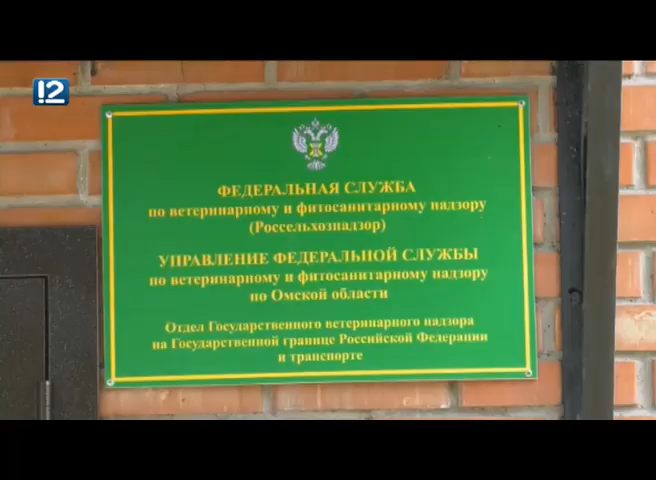 12
ФЕДЕРАЛЬНАЯ СЛУЖБА
по ветеринарному и фитосанитарному надзору
(Россельхознадзор)
УПРАВЛЕНИЕ ФЕДЕРАЛЬНОЙ СЛУЖБЫ
по ветеринарному и фитосанитарному надзору
по Омской области
Отдел Государственного ветеринарного надзора
на Государственной границе Российской Федерации
и транспорте